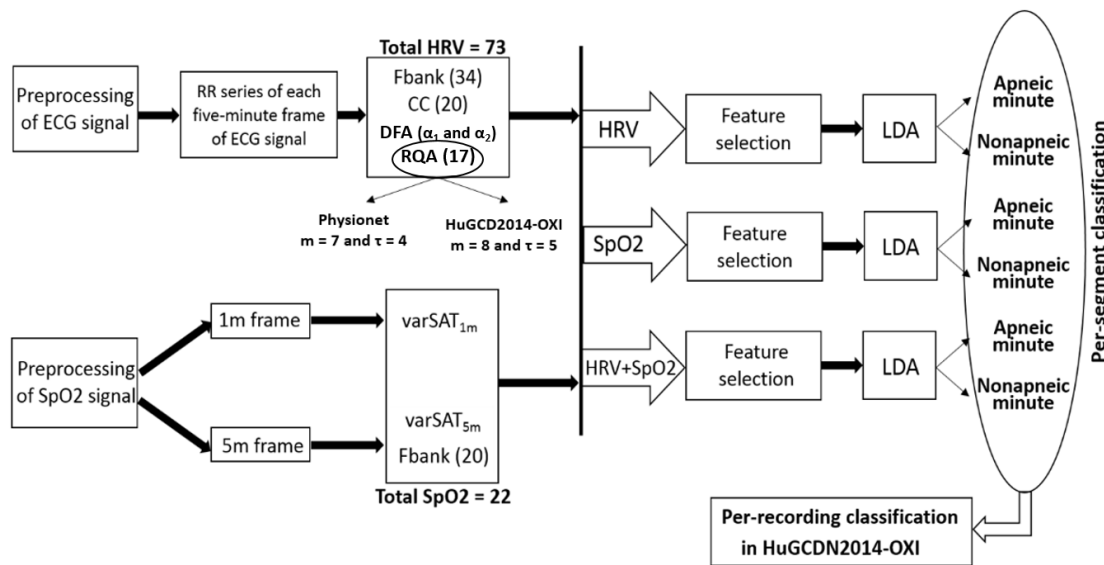 Preprocessing
of ECG signal
RR series of each
five-minute frame
of ECG signal
Total HRV = 73
Fbank (34)
CC (20)
DFA (α₁ and α₂)
RQA (17)
Physionet
m = 7 and τ = 4
HuGCD2014-OXI
m = 8 and τ = 5
Preprocessing
of SpO2 signal
1m frame
5m frame
varSAT₁ₘ
varSAT₅ₘ
Fbank (20)
Total SpO2 = 22
HRV
Feature
selection
LDA
Apneic
minute
Nonapneic
minute
SpO2
Feature
selection
LDA
Apneic
minute
Nonapneic
minute
HRV+SpO2
Feature
selection
LDA
Apneic
minute
Nonapneic
minute
Per-segment classification
Per-recording classification
in HuGCDN2014-OXI